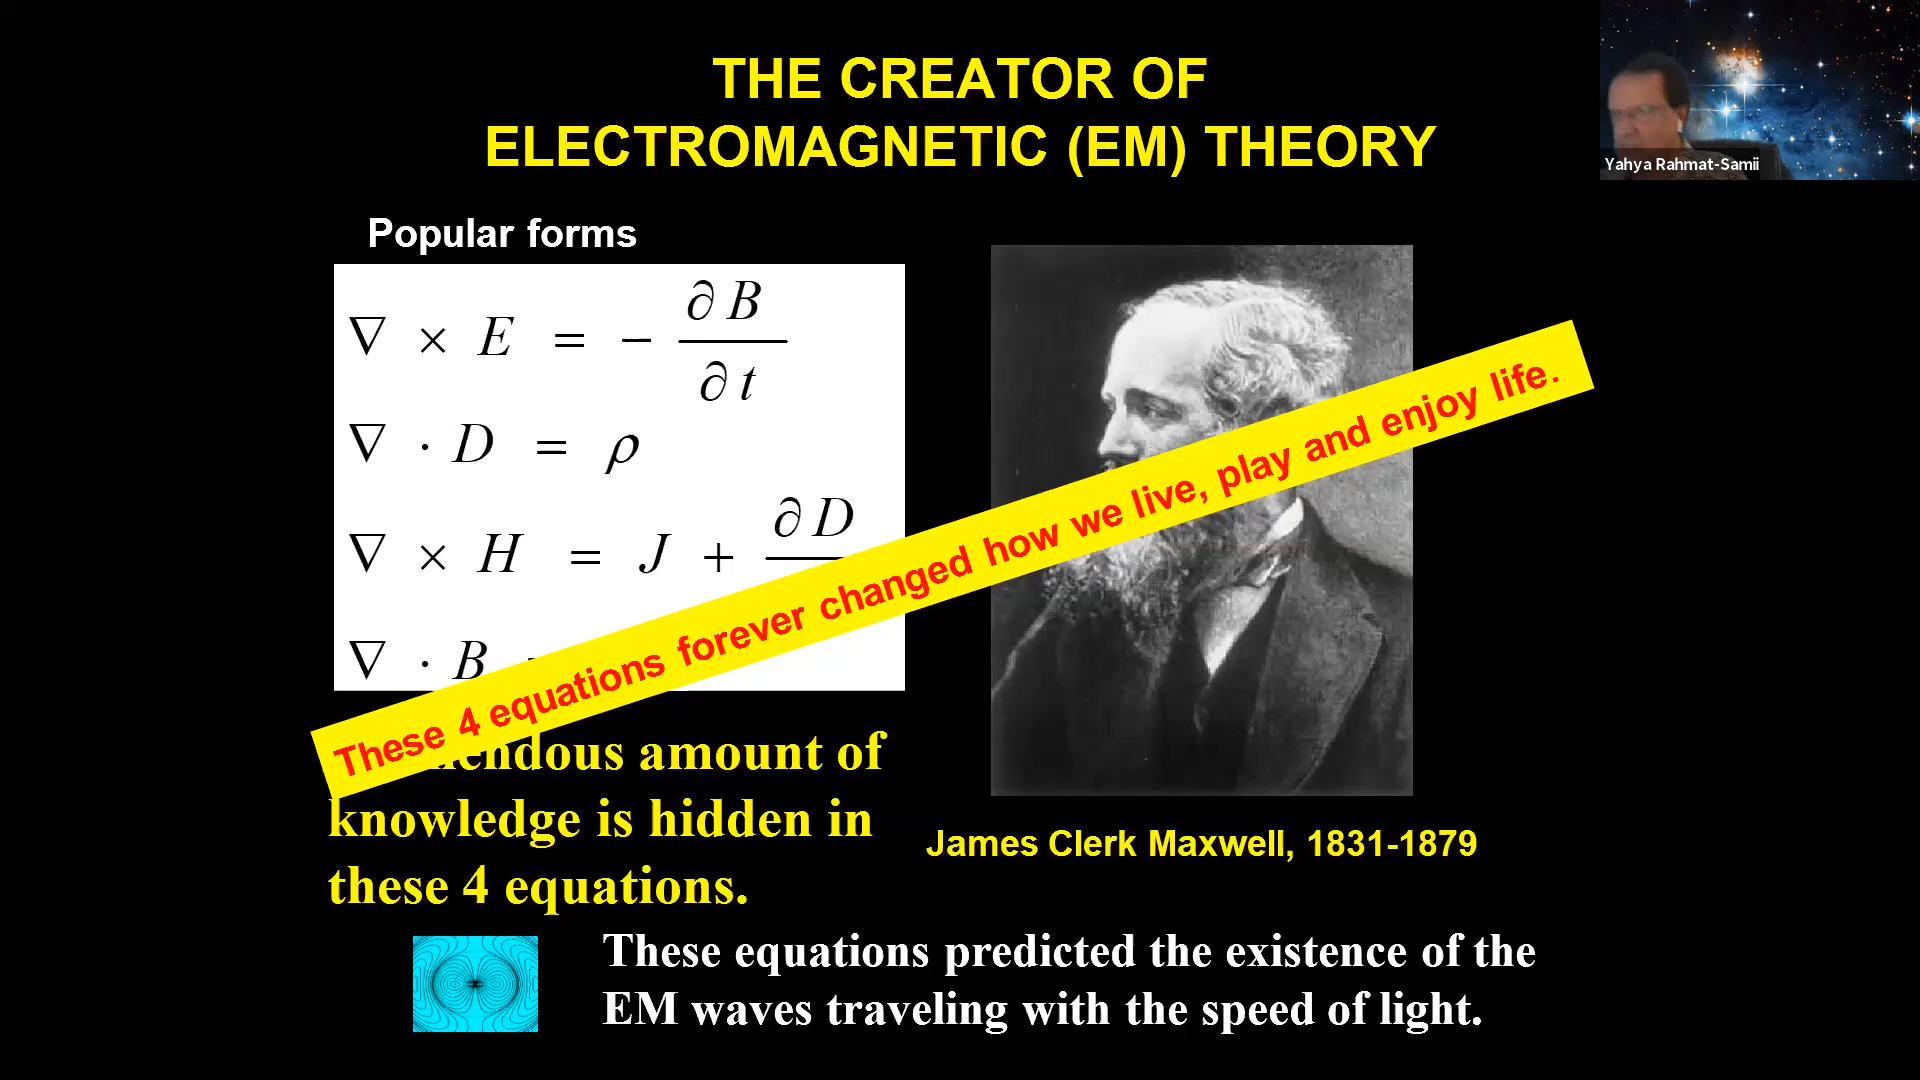 THE CREATOR OF
ELECTROMAGNETIC (EM) THEORY
Yahya Rahmat-Samii
Popular forms
∇ × E = − ∂B/∂t
∇ · D = ρ
∇ × H = J + ∂D
∇ · B
These 4 equations forever changed how we live, play and enjoy life.
amount of
knowledge is hidden in
these 4 equations.
James Clerk Maxwell, 1831-1879
These equations predicted the existence of the
EM waves traveling with the speed of light.